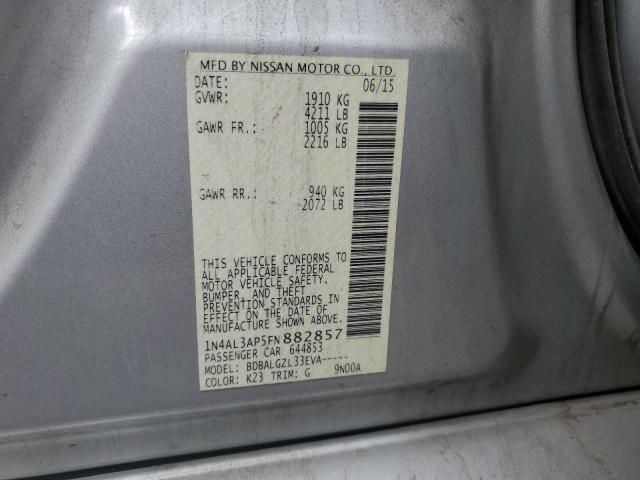 MFD BY NISSAN MOTOR CO., LTD.
DATE: 06/15
GVWR: 1910 KG
4211 LB
GAWR FR.: 1005 KG
2216 LB
GAWR RR.: 940 KG
2072 LB
THIS VEHICLE CONFORMS TO
ALL APPLICABLE FEDERAL
MOTOR VEHICLE SAFETY,
BUMPER, AND THEFT
PREVENTION STANDARDS IN
EFFECT ON THE DATE OF
MANUFACTURE SHOWN ABOVE.
1N4AL3AP5FN882857
PASSENGER CAR 644853
MODEL: BDBALGZL33EVA-----
COLOR: K23 TRIM: G 9N00A